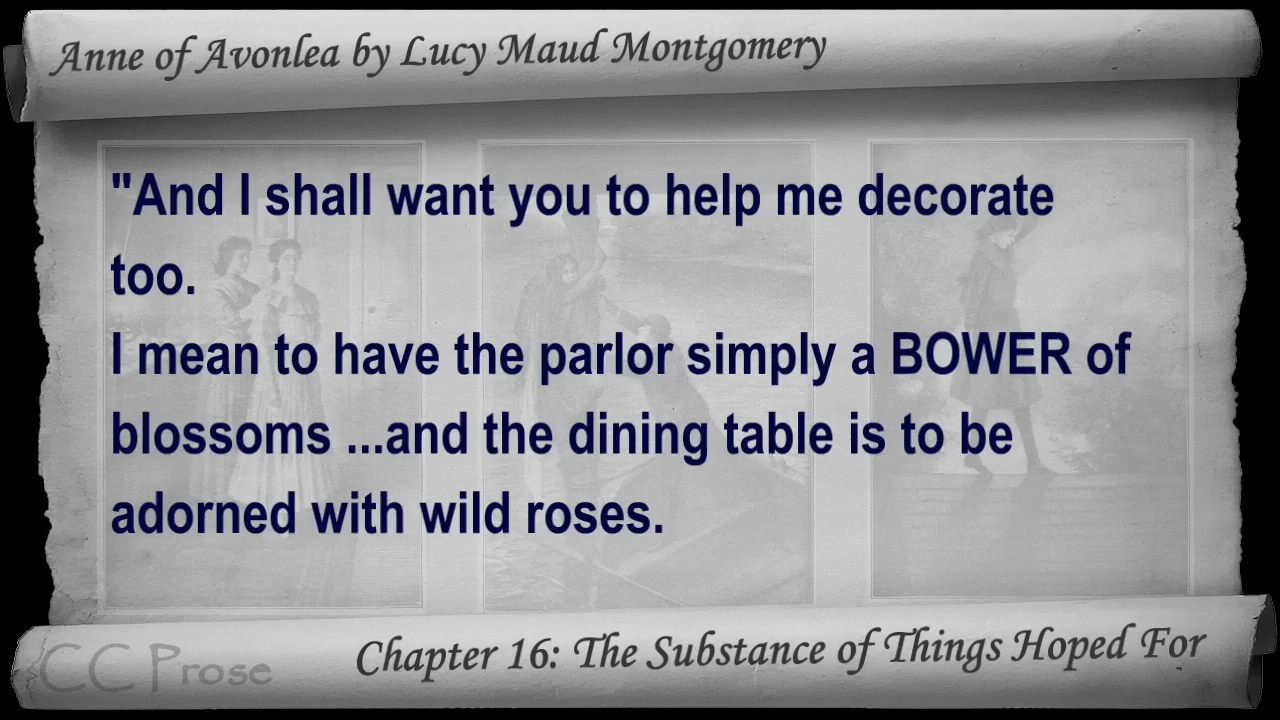 Anne of Avonlea by Lucy Maud Montgomery
"And I shall want you to help me decorate
too.
I mean to have the parlor simply a BOWER of
blossoms ...and the dining table is to be
adorned with wild roses.
CC Prose
Chapter 16: The Substance of Things Hoped For